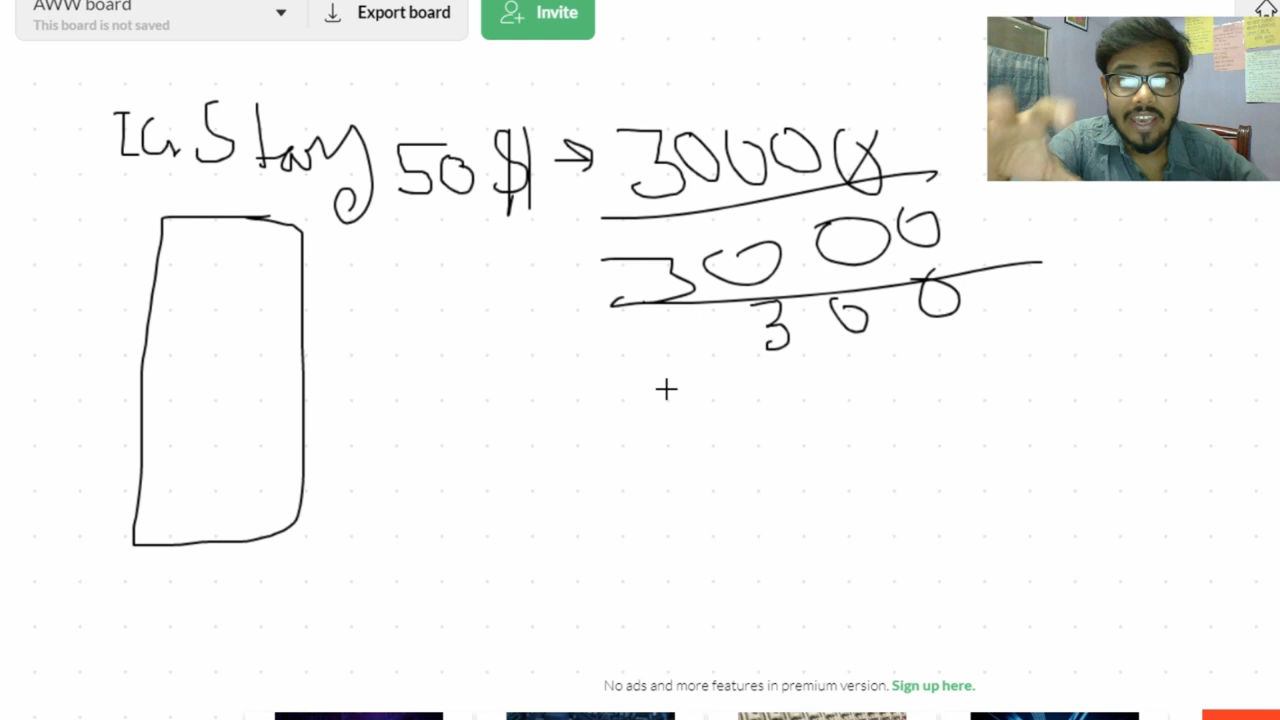 AWW board
This board is not saved
Export board
Invite
IG Story 50$ → 30000
3000
300
No ads and more features in premium version. Sign up here.